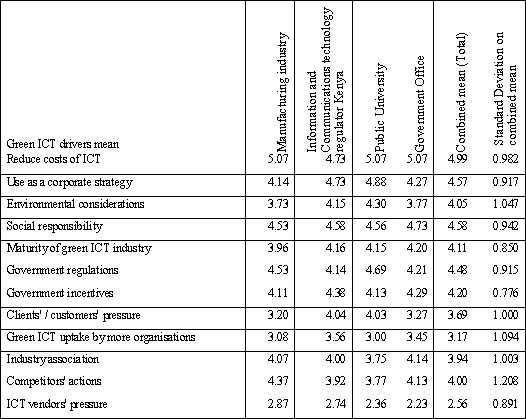 Green ICT drivers mean
Manufacturing industry
Information and
Communications technology
regulator Kenya
Public University
Government Office
Combined mean (Total)
Standard Deviation on
combined mean
Reduce costs of ICT 5.07 4.73 5.07 5.07 4.99 0.982
Use as a corporate strategy 4.14 4.73 4.88 4.27 4.57 0.917
Environmental considerations 3.73 4.15 4.30 3.77 4.05 1.047
Social responsibility 4.53 4.58 4.56 4.73 4.58 0.942
Maturity of green ICT industry 3.96 4.16 4.15 4.20 4.11 0.850
Government regulations 4.53 4.14 4.69 4.21 4.48 0.915
Government incentives 4.11 4.38 4.13 4.29 4.20 0.776
Clients' / customers' pressure 3.20 4.04 4.03 3.27 3.69 1.000
Green ICT uptake by more organisations 3.08 3.56 3.00 3.45 3.17 1.094
Industry association 4.07 4.00 3.75 4.14 3.94 1.003
Competitors' actions 4.37 3.92 3.77 4.13 4.00 1.208
ICT vendors' pressure 2.87 2.74 2.36 2.23 2.56 0.891